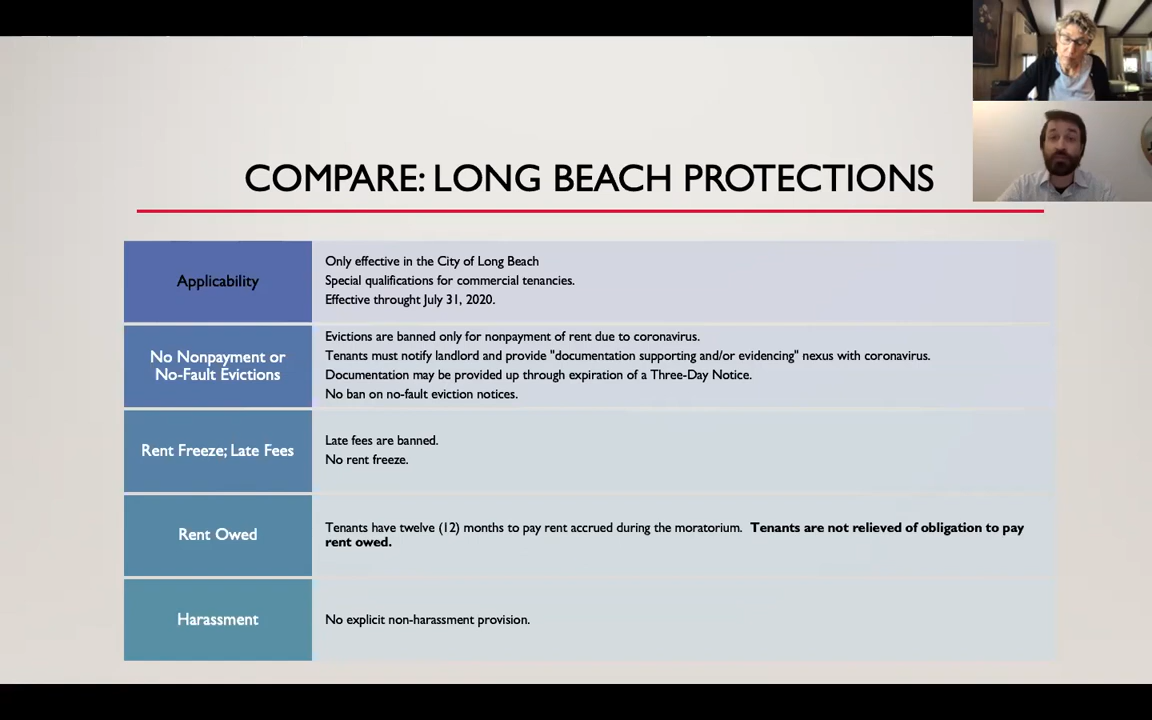 COMPARE: LONG BEACH PROTECTIONS
Applicability
Only effective in the City of Long Beach
Special qualifications for commercial tenancies.
Effective throught July 31, 2020.
No Nonpayment or
No-Fault Evictions
Evictions are banned only for nonpayment of rent due to coronavirus.
Tenants must notify landlord and provide "documentation supporting and/or evidencing" nexus with coronavirus.
Documentation may be provided up through expiration of a Three-Day Notice.
No ban on no-fault eviction notices.
Rent Freeze; Late Fees
Late fees are banned.
No rent freeze.
Rent Owed
Tenants have twelve (12) months to pay rent accrued during the moratorium. Tenants are not relieved of obligation to pay
rent owed.
Harassment
No explicit non-harassment provision.